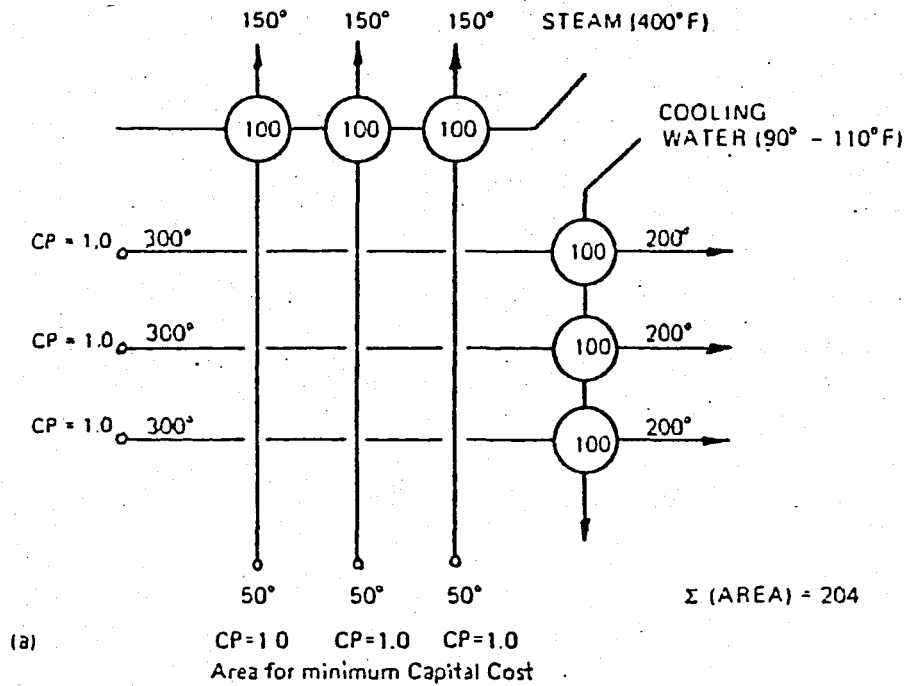 150° 150° 150° STEAM (400°F)
100 100 100
COOLING
WATER (90° - 110°F)
CP = 1.0 300° 100 200°
CP = 1.0 300° 100 200°
CP = 1.0 300° 100 200°
50° 50° 50° Σ (AREA) = 204
(a) CP=1 0 CP=1.0 CP=1.0
Area for minimum Capital Cost